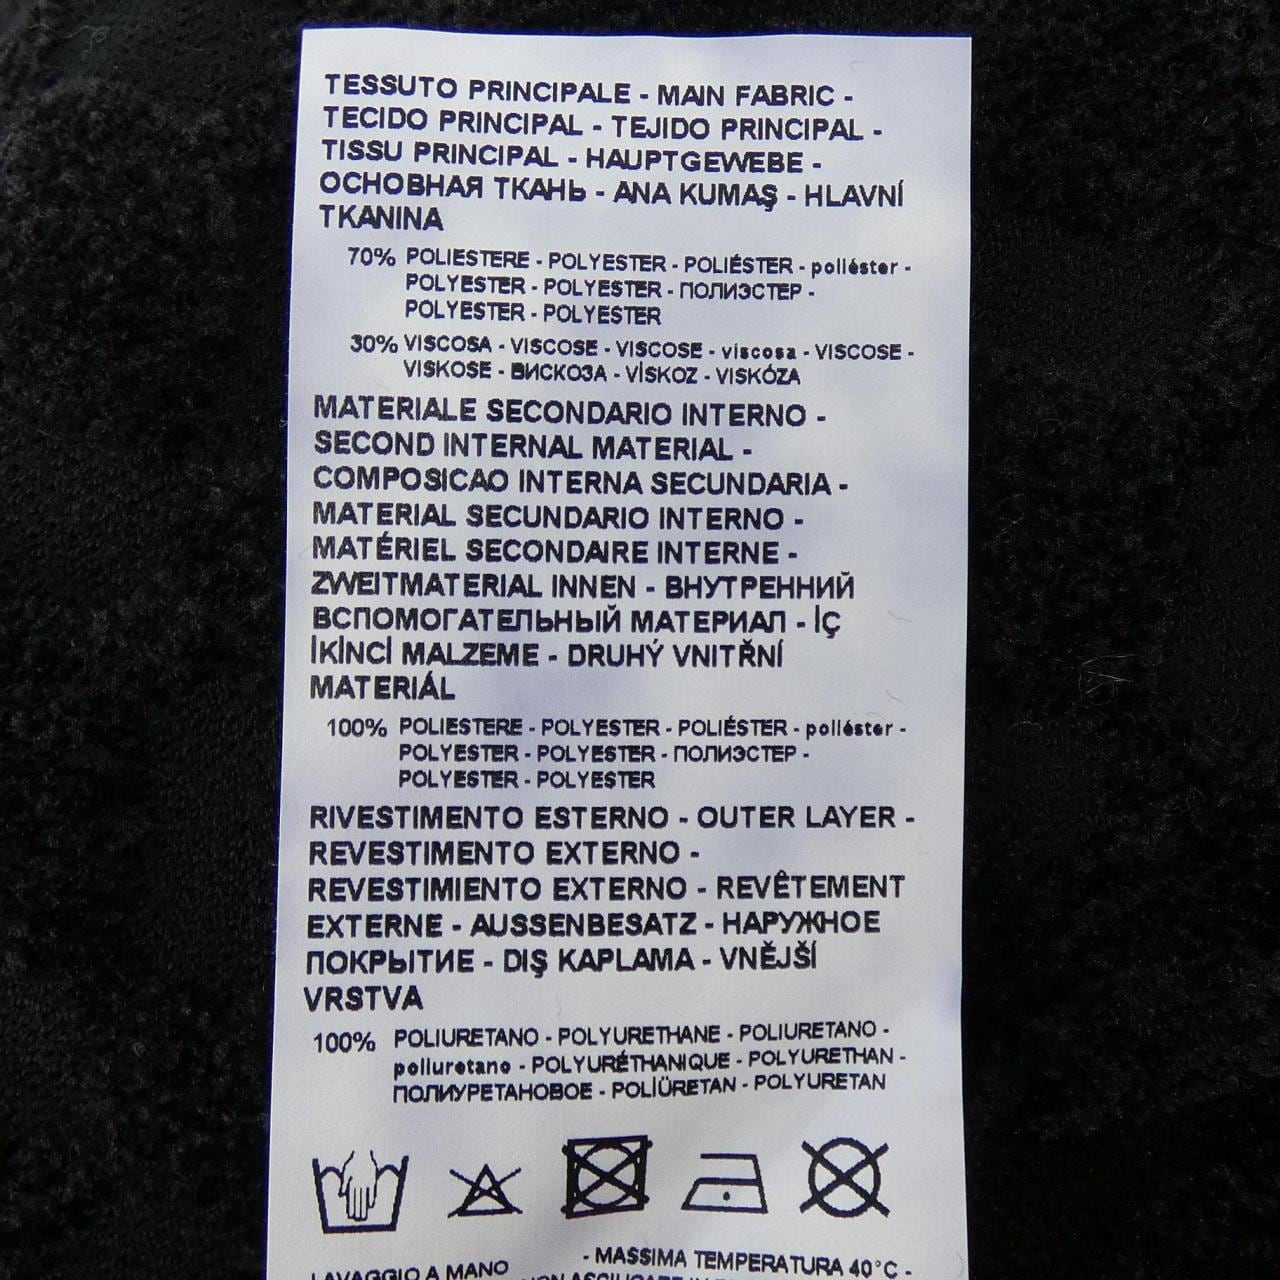 TESSUTO PRINCIPALE - MAIN FABRIC -
TECIDO PRINCIPAL - TEJIDO PRINCIPAL -
TISSU PRINCIPAL - HAUPTGEWEBE -
ОСНОВНАЯ ТКАНЬ - ANA KUMAŞ - HLAVNÍ
TKANINA
70% POLIESTERE - POLYESTER - POLIÉSTER - poliéster -
POLYESTER - POLYESTER - ПОЛИЭСТЕР -
POLYESTER - POLYESTER
30% VISCOSA - VISCOSE - VISCOSE - viscosa - VISCOSE -
VISKOSE - ВИСКОЗА - VİSKOZ - VISKÓZA
MATERIALE SECONDARIO INTERNO -
SECOND INTERNAL MATERIAL -
COMPOSICAO INTERNA SECUNDARIA -
MATERIAL SECUNDARIO INTERNO -
MATÉRIEL SECONDAIRE INTERNE -
ZWEITMATERIAL INNEN - ВНУТРЕННИЙ
ВСПОМОГАТЕЛЬНЫЙ МАТЕРИАЛ - İÇ
İKİNCİ MALZEME - DRUHÝ VNITŘNÍ
MATERIÁL
100% POLIESTERE - POLYESTER - POLIÉSTER - poliéster -
POLYESTER - POLYESTER - ПОЛИЭСТЕР -
POLYESTER - POLYESTER
RIVESTIMENTO ESTERNO - OUTER LAYER -
REVESTIMENTO EXTERNO -
REVESTIMIENTO EXTERNO - REVÊTEMENT
EXTERNE - AUSSENBESATZ - НАРУЖНОЕ
ПОКРЫТИЕ - DIŞ KAPLAMA - VNĚJŠÍ
VRSTVA
100% POLIURETANO - POLYURETHANE - POLIURETANO -
poliuretano - POLYURÉTHANIQUE - POLYURETHAN -
ПОЛИУРЕТАНОВОЕ - POLİÜRETAN - POLYURETAN
- MASSIMA TEMPERATURA 40°C -
LAVAGGIO A MANO